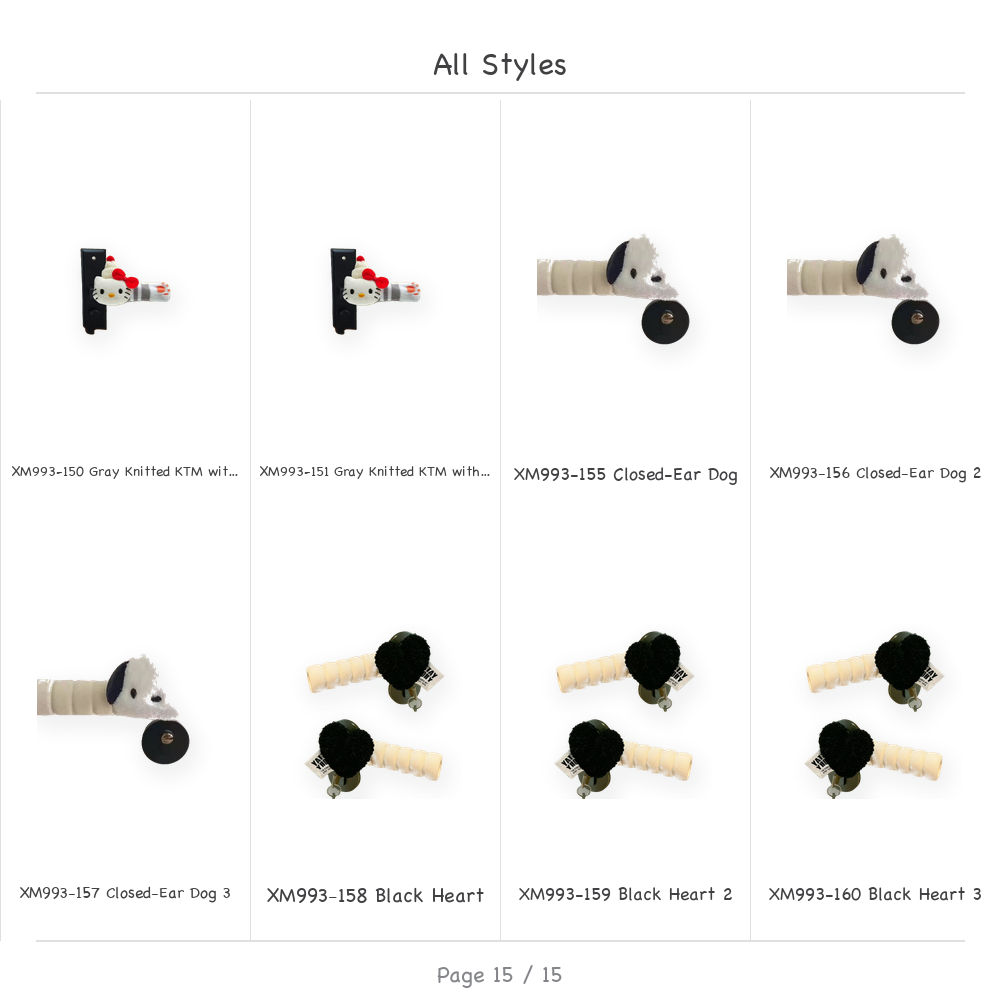 All Styles
XM993-150 Gray Knitted KTM wit...
XM993-151 Gray Knitted KTM with...
XM993-155 Closed-Ear Dog
XM993-156 Closed-Ear Dog 2
XM993-157 Closed-Ear Dog 3
XM993-158 Black Heart
XM993-159 Black Heart 2
XM993-160 Black Heart 3
Page 15 / 15